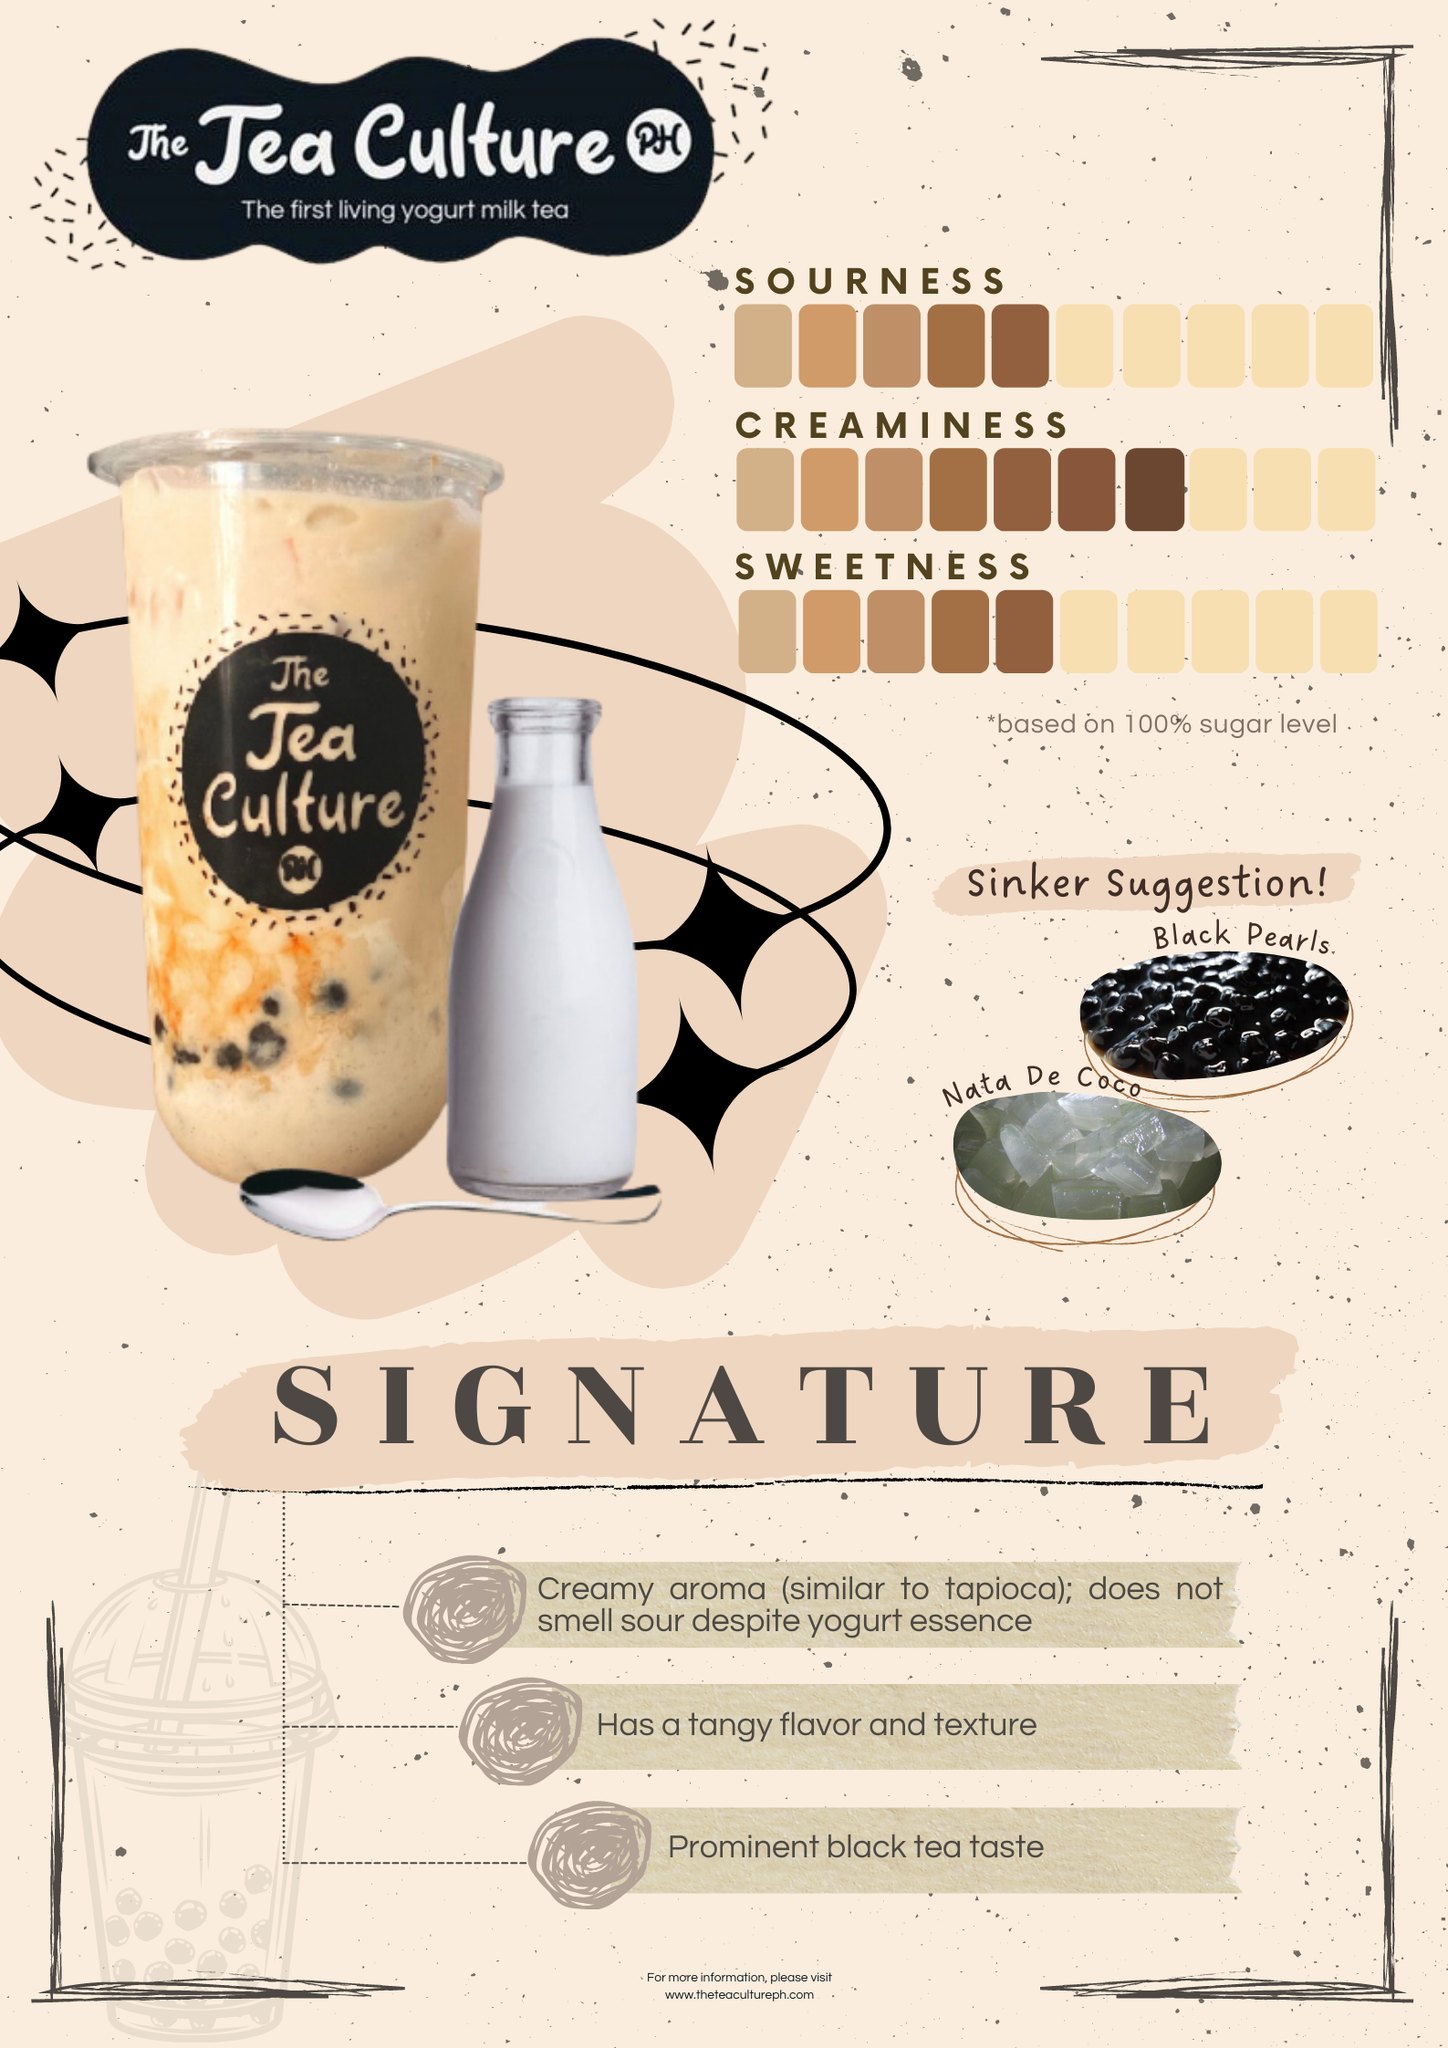 The Tea Culture PH
The first living yogurt milk tea
SOURNESS
CREAMINESS
SWEETNESS
*based on 100% sugar level
The
Tea
Culture
PH
Sinker Suggestion!
Black Pearls
Nata De Coco
SIGNATURE
Creamy aroma (similar to tapioca); does not
smell sour despite yogurt essence
Has a tangy flavor and texture
Prominent black tea taste
For more information, please visit
www.theteacultureph.com